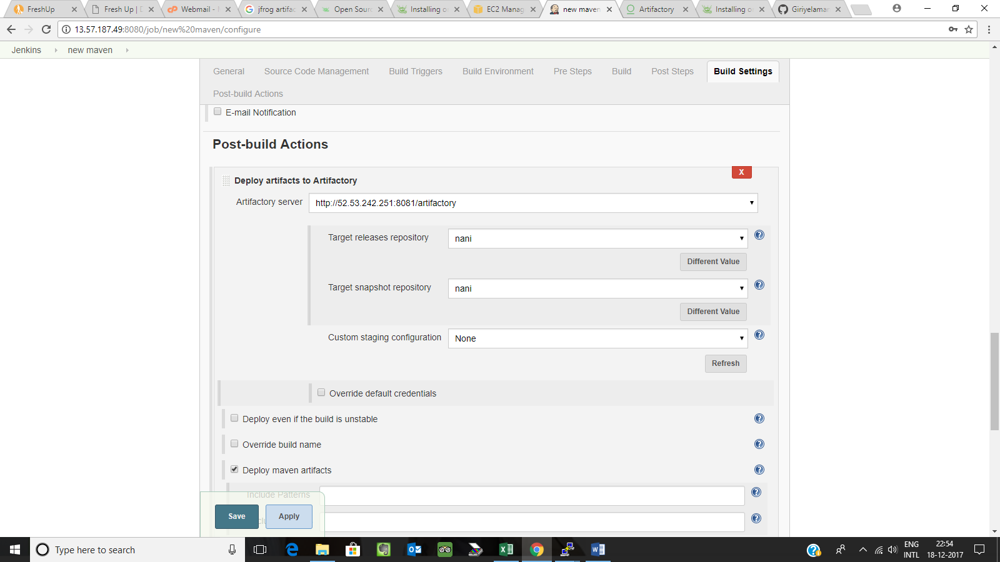 FreshUp
Fresh Up | D
Webmail -
jfrog artifac
Open Sourc
Installing o
EC2 Manag
new maven
Artifactory
Installing o
Giriyelamar
13.57.187.49:8080/job/new%20maven/configure
Jenkins
new maven
General
Source Code Management
Build Triggers
Build Environment
Pre Steps
Build
Post Steps
Build Settings
Post-build Actions
E-mail Notification
Post-build Actions
X
Deploy artifacts to Artifactory
Artifactory server
http://52.53.242.251:8081/artifactory
Target releases repository
nani
Different Value
Target snapshot repository
nani
Different Value
Custom staging configuration
None
Refresh
Override default credentials
Deploy even if the build is unstable
Override build name
Deploy maven artifacts
Include Patterns
Save
Apply
Type here to search
ENG
INTL
22:54
18-12-2017